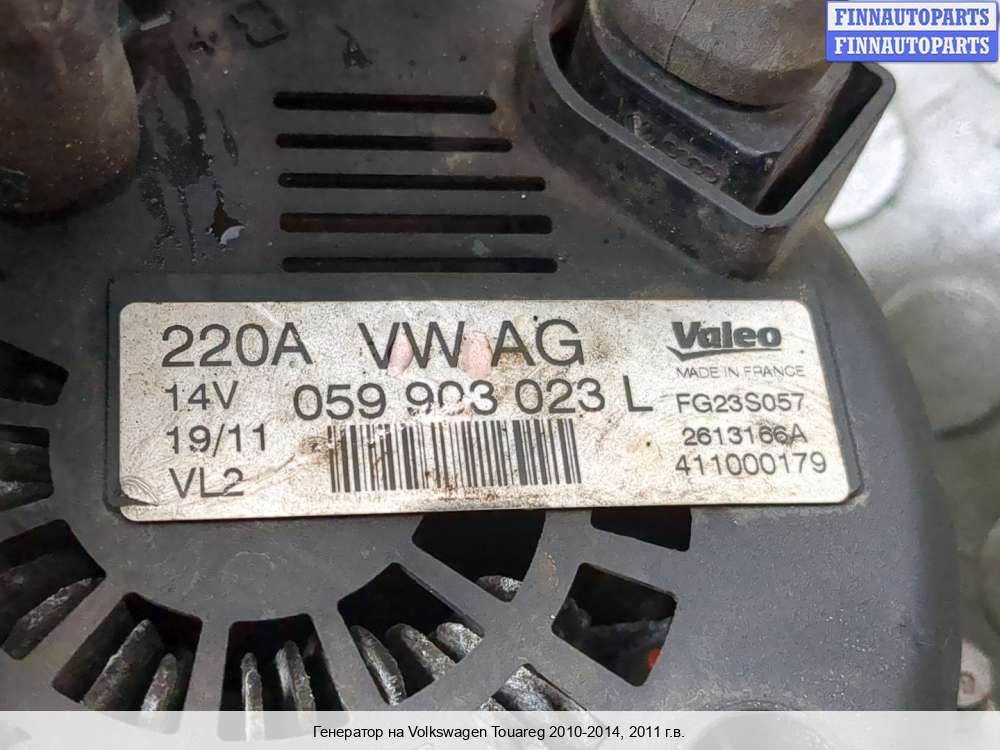 FINNAUTOPARTS
FINNAUTOPARTS
220A VW AG
14V 059 903 023 L
19/11
VL2
Valeo
MADE IN FRANCE
FG23S057
2613166A
411000179
Генератор на Volkswagen Touareg 2010-2014, 2011 г.в.